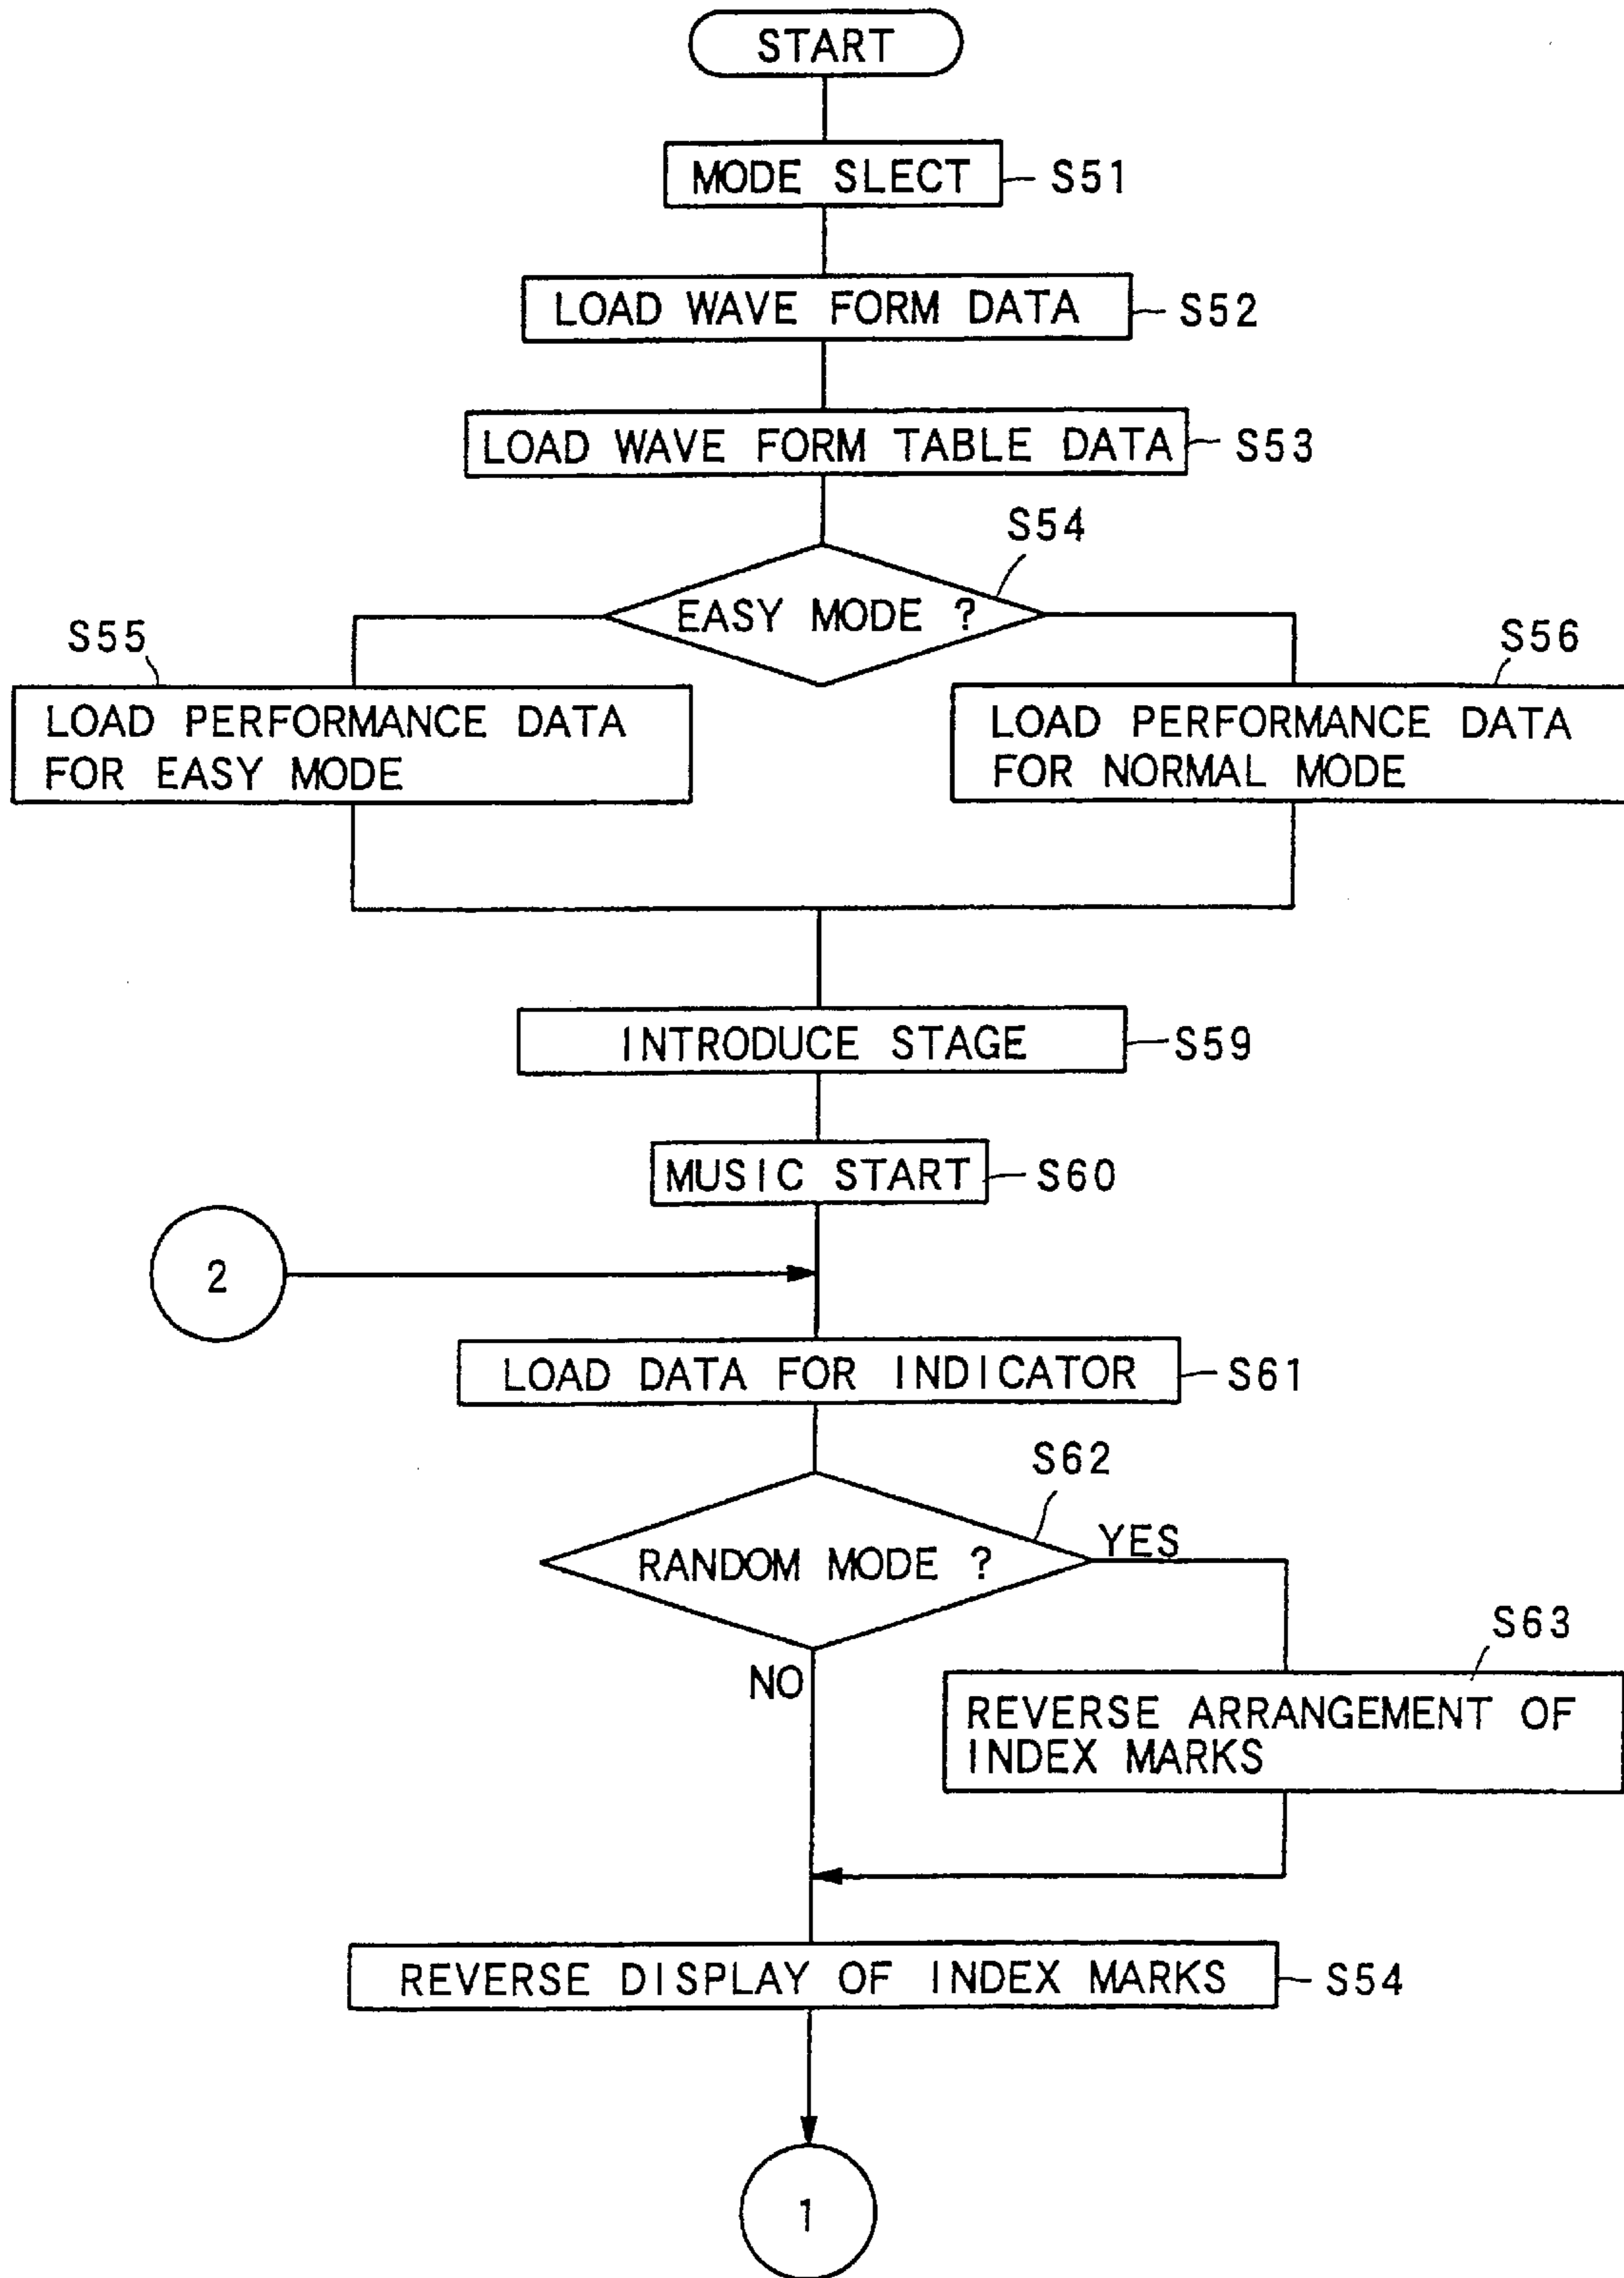 START
MODE SLECT
S51
LOAD WAVE FORM DATA
S52
LOAD WAVE FORM TABLE DATA
S53
S54
EASY MODE ?
S55
LOAD PERFORMANCE DATA
FOR EASY MODE
S56
LOAD PERFORMANCE DATA
FOR NORMAL MODE
INTRODUCE STAGE
S59
MUSIC START
S60
2
LOAD DATA FOR INDICATOR
S61
S62
RANDOM MODE ?
YES
NO
S63
REVERSE ARRANGEMENT OF
INDEX MARKS
REVERSE DISPLAY OF INDEX MARKS
S54
1